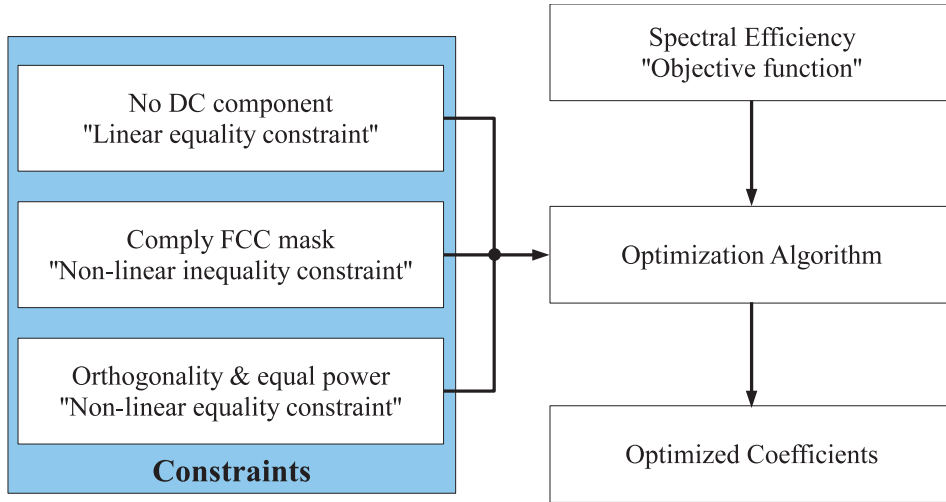 No DC component
"Linear equality constraint"
Comply FCC mask
"Non-linear inequality constraint"
Orthogonality & equal power
"Non-linear equality constraint"
Constraints
Spectral Efficiency
"Objective function"
Optimization Algorithm
Optimized Coefficients